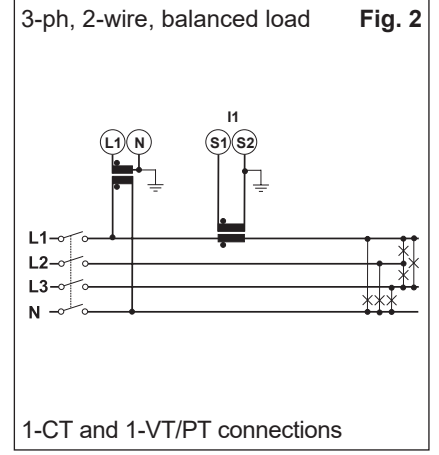 3-ph, 2-wire, balanced load Fig. 2
I1
L1 N S1 S2
L1
L2
L3
N
1-CT and 1-VT/PT connections